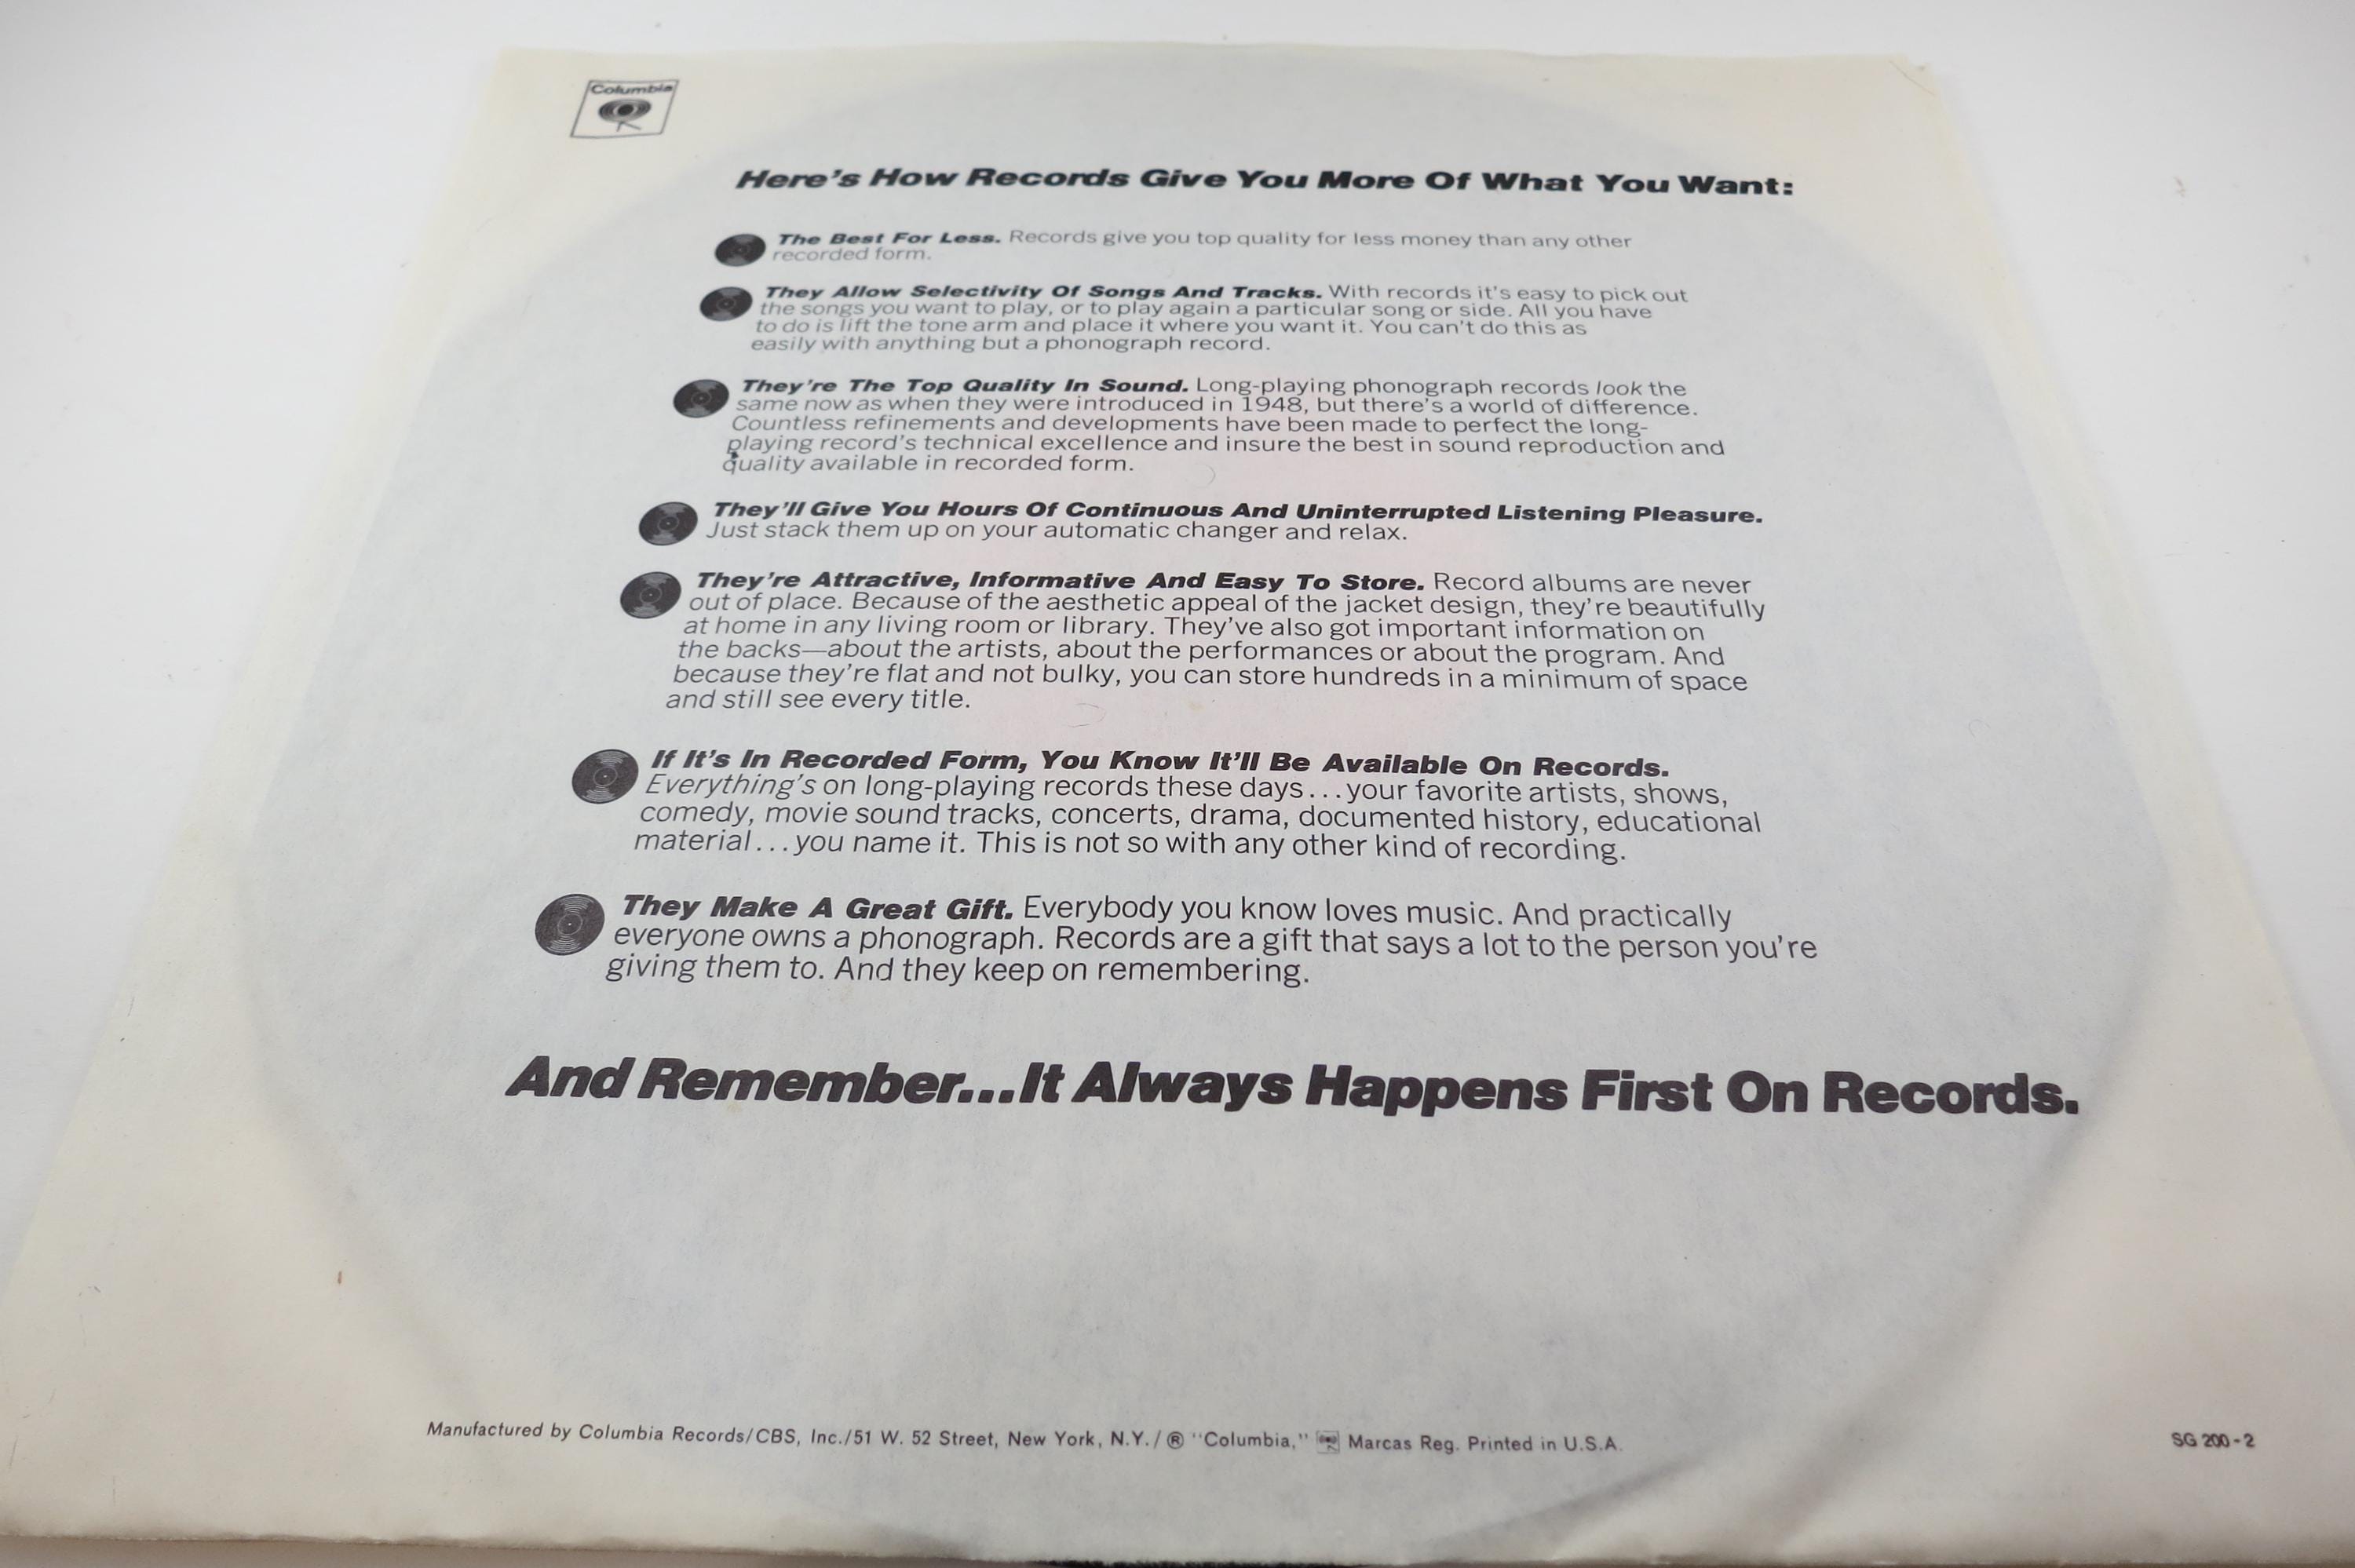 Columbia
Here's How Records Give You More Of What You Want:
The Best For Less. Records give you top quality for less money than any other
recorded form.
They Allow Selectivity Of Songs And Tracks. With records it's easy to pick out
the songs you want to play, or to play again a particular song or side. All you have
to do is lift the tone arm and place it where you want it. You can't do this as
easily with anything but a phonograph record.
They're The Top Quality In Sound. Long-playing phonograph records look the
same now as when they were introduced in 1948, but there's a world of difference.
Countless refinements and developments have been made to perfect the long-
playing record's technical excellence and insure the best in sound reproduction and
quality available in recorded form.
They'll Give You Hours Of Continuous And Uninterrupted Listening Pleasure.
Just stack them up on your automatic changer and relax.
They're Attractive, Informative And Easy To Store. Record albums are never
out of place. Because of the aesthetic appeal of the jacket design, they're beautifully
at home in any living room or library. They've also got important information on
the backs—about the artists, about the performances or about the program. And
because they're flat and not bulky, you can store hundreds in a minimum of space
and still see every title.
If It's In Recorded Form, You Know It'll Be Available On Records.
Everything's on long-playing records these days...your favorite artists, shows,
comedy, movie sound tracks, concerts, drama, documented history, educational
material...you name it. This is not so with any other kind of recording.
They Make A Great Gift. Everybody you know loves music. And practically
everyone owns a phonograph. Records are a gift that says a lot to the person you're
giving them to. And they keep on remembering.
And Remember...It Always Happens First On Records.
Manufactured by Columbia Records/CBS, Inc./51 W. 52 Street, New York, N.Y./® "Columbia," Marcas Reg. Printed in U.S.A.
SG 200-2